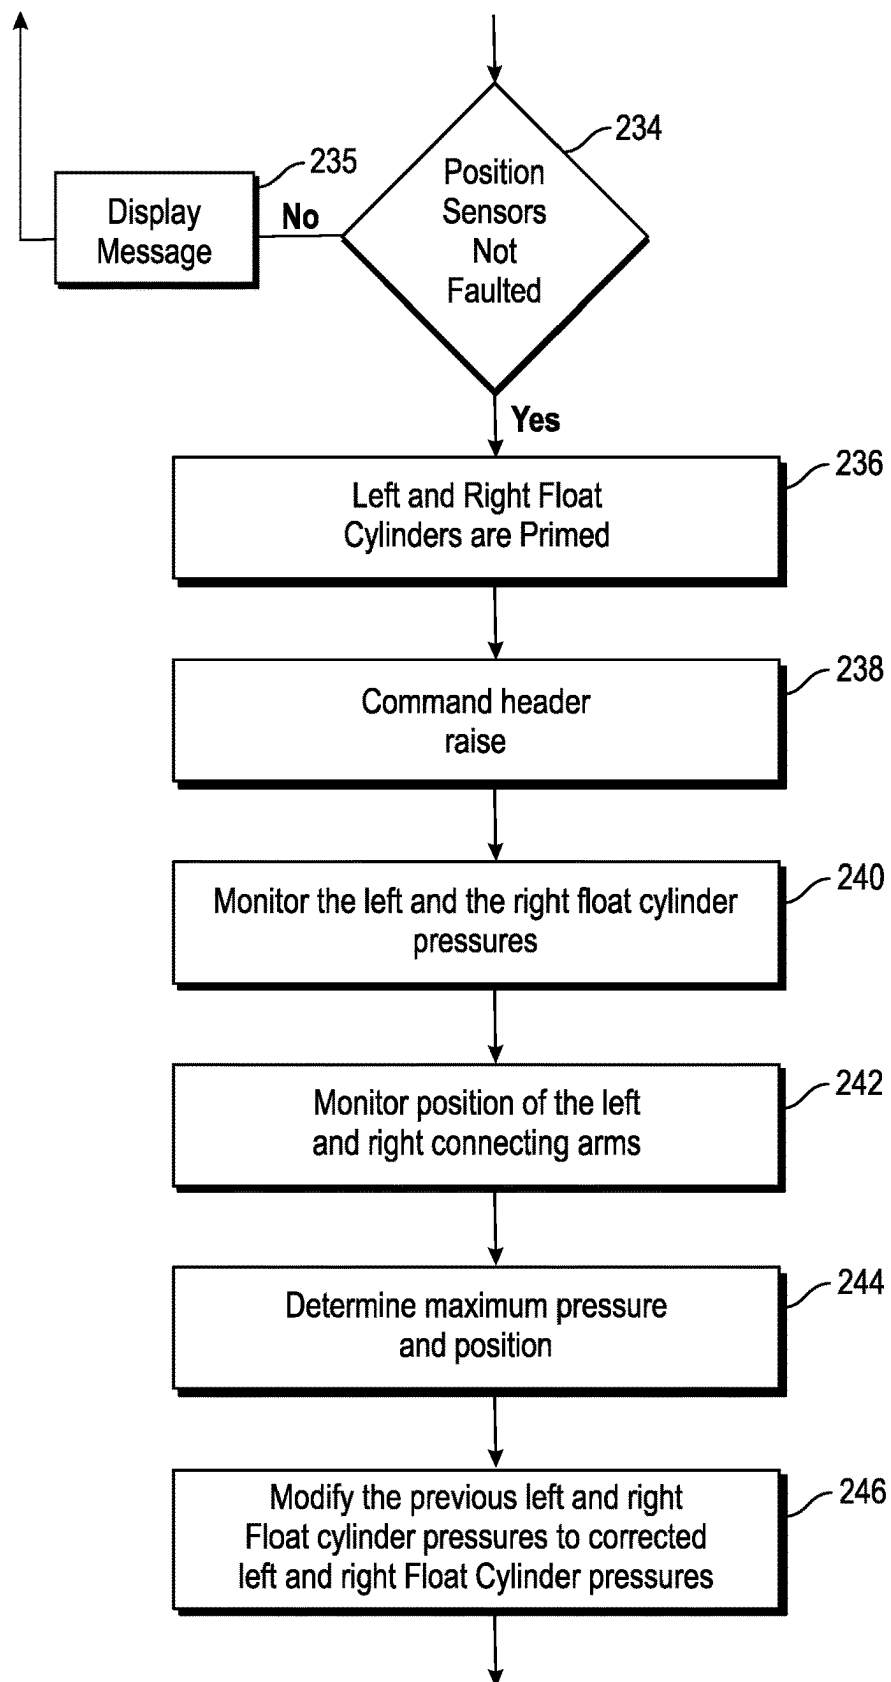 234
Position
Sensors
Not
Faulted
235
Display
Message
No
Yes
236
Left and Right Float
Cylinders are Primed
238
Command header
raise
240
Monitor the left and the right float cylinder
pressures
242
Monitor position of the left
and right connecting arms
244
Determine maximum pressure
and position
246
Modify the previous left and right
Float cylinder pressures to corrected
left and right Float Cylinder pressures